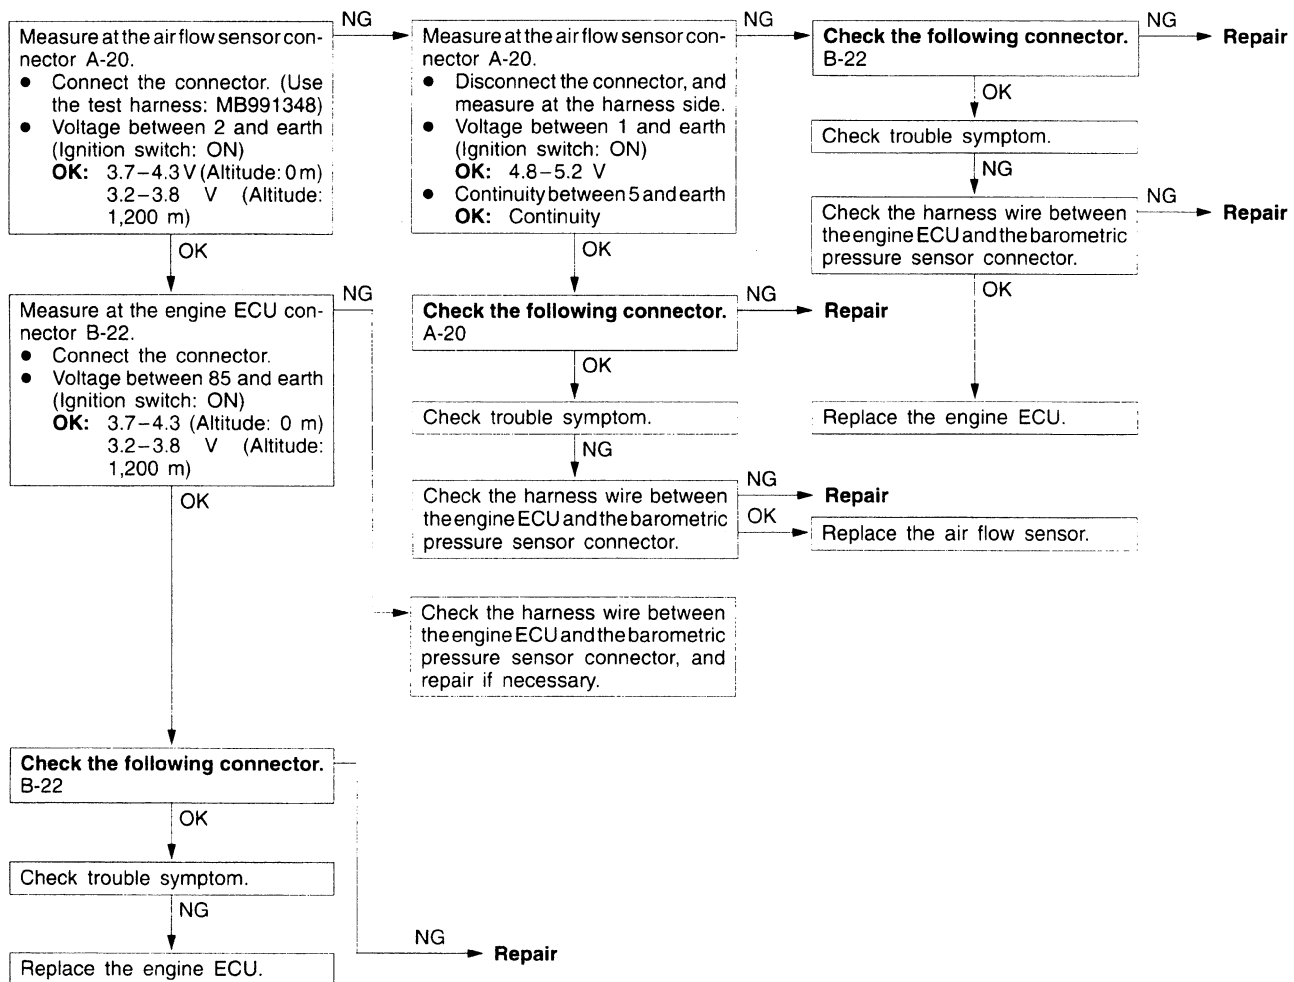 NG
Measure at the air flow sensor con-
nector A-20.
● Connect the connector. (Use
the test harness: MB991348)
● Voltage between 2 and earth
(Ignition switch: ON)
OK: 3.7–4.3 V (Altitude: 0 m)
3.2–3.8 V (Altitude:
1,200 m)
OK
Measure at the engine ECU con-
nector B-22.
● Connect the connector.
● Voltage between 85 and earth
(Ignition switch: ON)
OK: 3.7–4.3 (Altitude: 0 m)
3.2–3.8 V (Altitude:
1,200 m)
NG
OK
Check the following connector.
B-22
OK
Check trouble symptom.
NG
Replace the engine ECU.
NG
Repair
Measure at the air flow sensor con-
nector A-20.
● Disconnect the connector, and
measure at the harness side.
● Voltage between 1 and earth
(Ignition switch: ON)
OK: 4.8–5.2 V
● Continuity between 5 and earth
OK: Continuity
NG
OK
Check the following connector.
A-20
NG
Repair
OK
Check trouble symptom.
NG
Check the harness wire between
the engine ECU and the barometric
pressure sensor connector.
NG
Repair
OK
Replace the air flow sensor.
Check the harness wire between
the engine ECU and the barometric
pressure sensor connector, and
repair if necessary.
Check the following connector.
B-22
NG
Repair
OK
Check trouble symptom.
NG
Check the harness wire between
the engine ECU and the barometric
pressure sensor connector.
NG
Repair
OK
Replace the engine ECU.